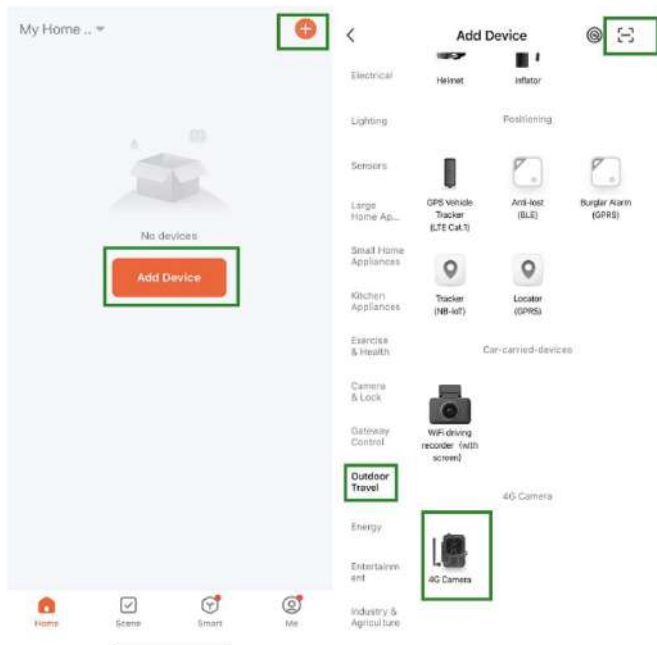 My Home ..
No devices
Add Device
Home
Scene
Smart
Me
Add Device
Electrical
Lighting
Sensors
Large
Home Ap...
Small Home
Appliances
Kitchen
Appliances
Exercise
& Health
Camera
& Lock
Gateway
Control
Outdoor
Travel
Energy
Entertainm
ent
Industry &
Agriculture
Helmet
Inflator
Positioning
GPS Vehicle
Tracker
(LTE Cat.1)
Anti-lost
(BLE)
Burglar Alarm
(GPRS)
Tracker
(NB-IoT)
Locator
(GPRS)
Car-carried-devices
WiFi driving
recorder (with
screen)
4G Camera
4G Camera